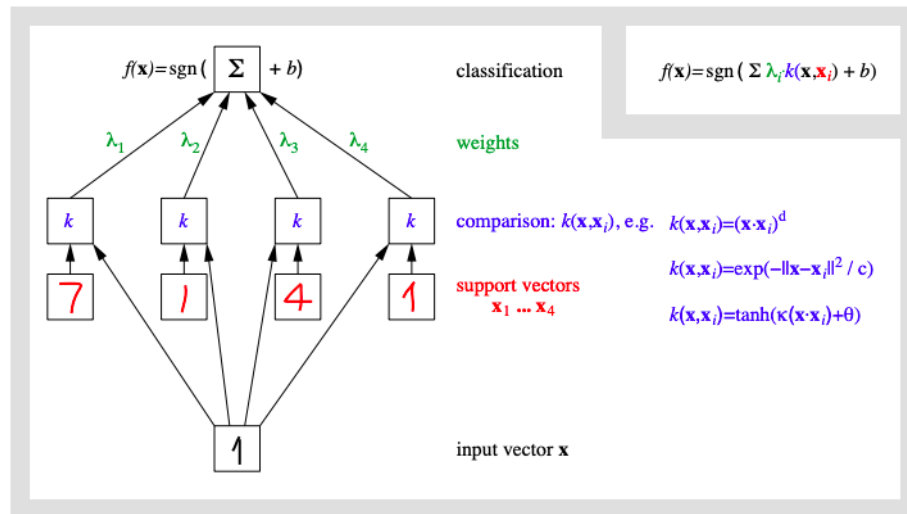 f(x)=sgn( Σ + b)
classification
f(x)=sgn( Σ λᵢ·k(x,xᵢ) + b)
λ₁ λ₂ λ₃ λ₄
weights
k k k k
comparison: k(x,xᵢ), e.g.
k(x,xᵢ)=(x·xᵢ)ᵈ
k(x,xᵢ)=exp(−||x−xᵢ||² / c)
7 1 4 1
support vectors
x₁ ... x₄
k(x,xᵢ)=tanh(κ(x·xᵢ)+θ)
1
input vector x